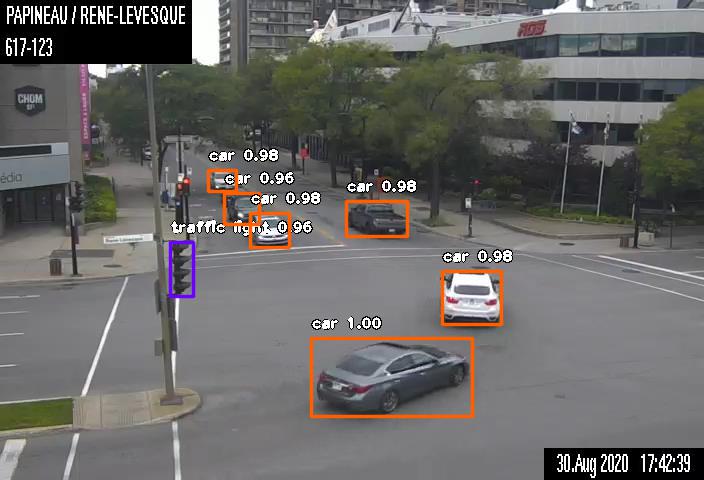 PAPINEAU / RENE-LEVESQUE
617-123
CHOM
édia
car 0.98
car 0.96
car 0.98
car 0.98
traffic light 0.96
car 0.98
car 1.00
30.Aug 2020 17:42:39